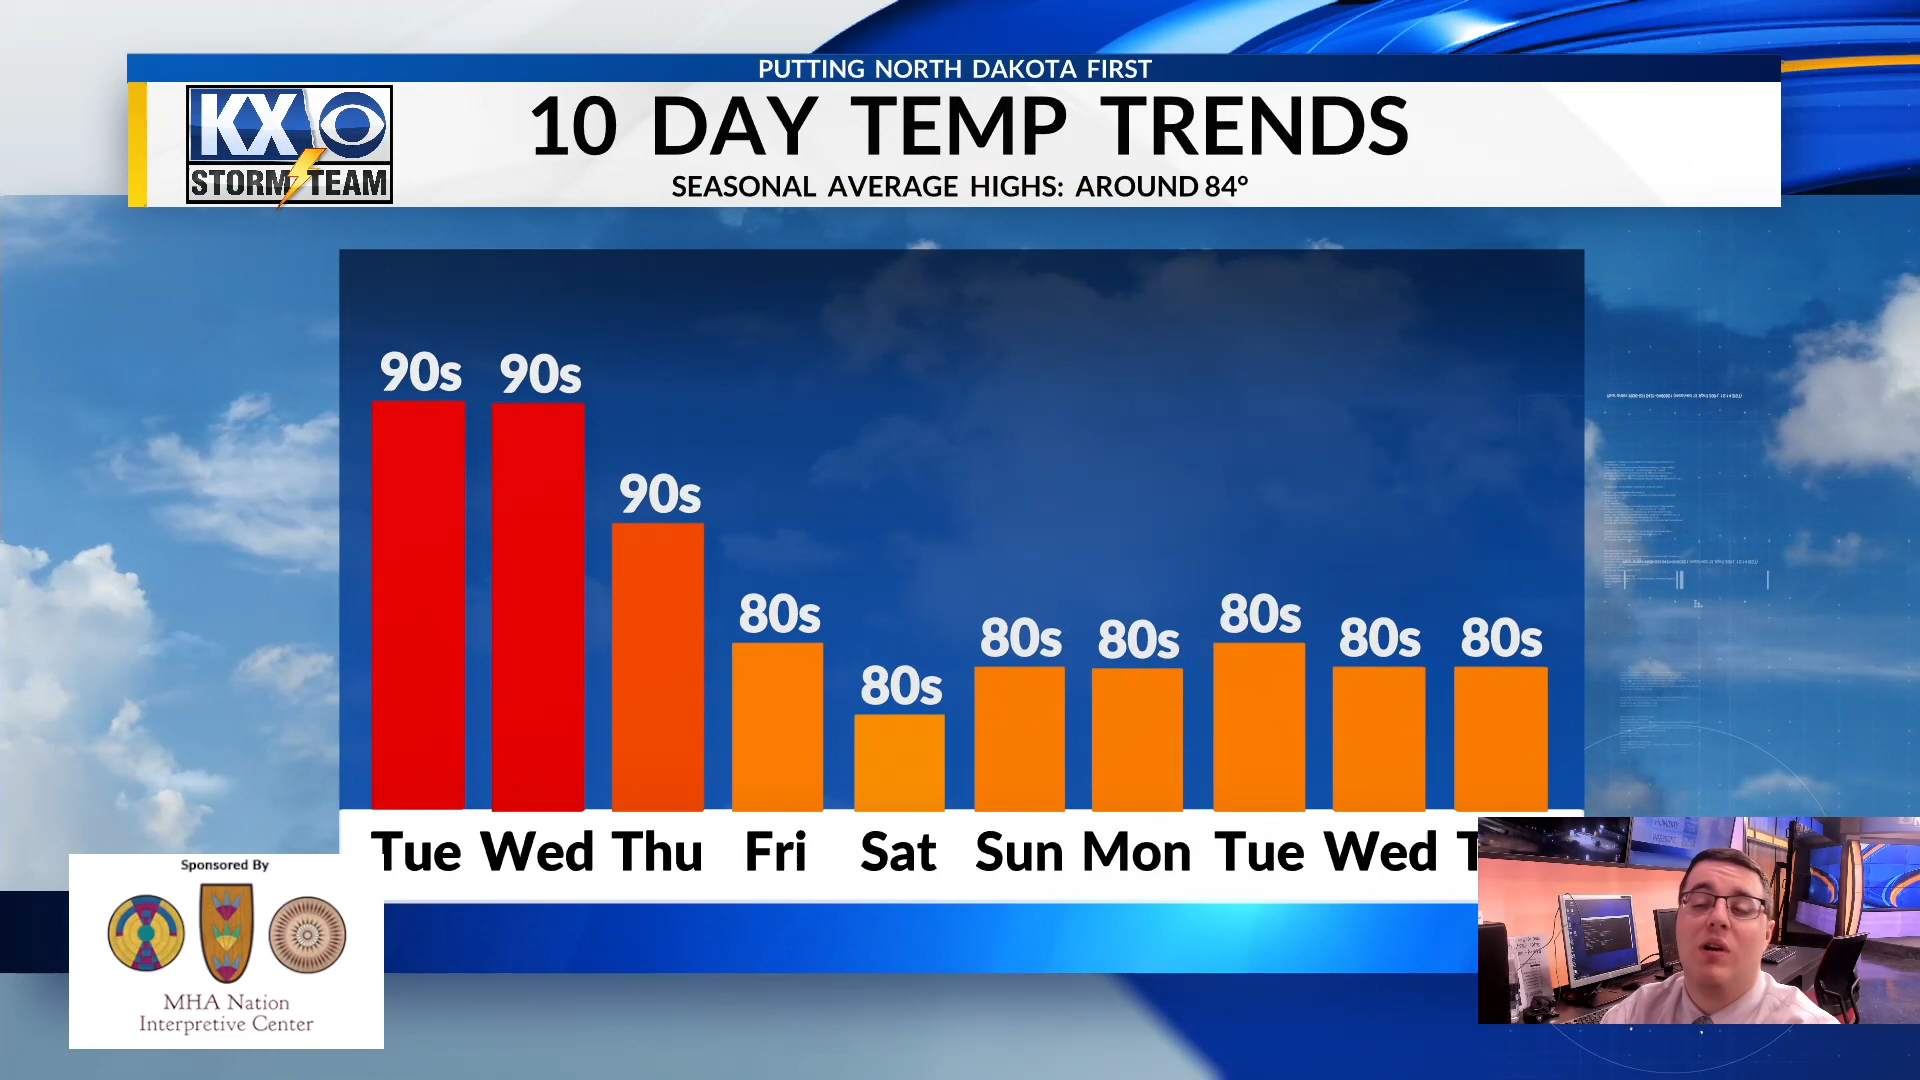 PUTTING NORTH DAKOTA FIRST
KX
STORM TEAM
10 DAY TEMP TRENDS
SEASONAL AVERAGE HIGHS: AROUND 84°
90s 90s 90s 80s 80s 80s 80s 80s 80s 80s
Tue Wed Thu Fri Sat Sun Mon Tue Wed T
Sponsored By
MHA Nation
Interpretive Center